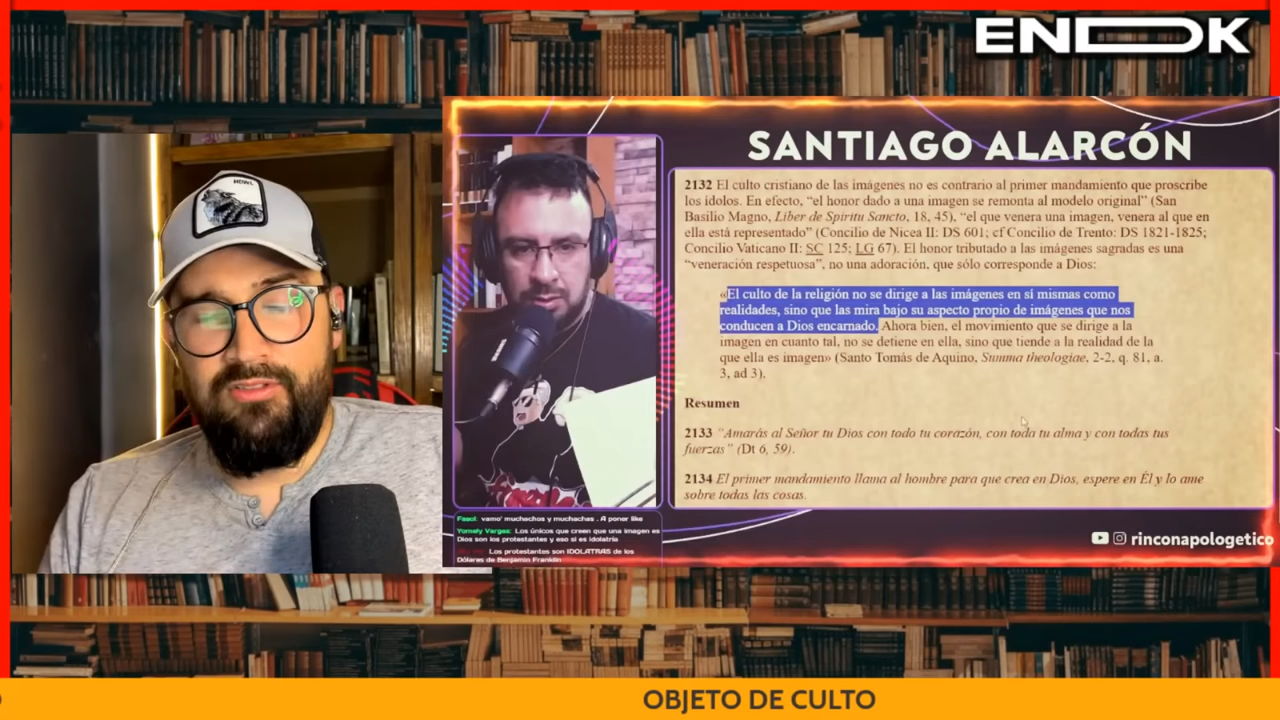 ENDK
HOWL
SANTIAGO ALARCÓN
2132 El culto cristiano de las imágenes no es contrario al primer mandamiento que proscribe
los ídolos. En efecto, “el honor dado a una imagen se remonta al modelo original” (San
Basilio Magno, Liber de Spiritu Sancto, 18, 45), “el que venera una imagen, venera al que en
ella está representado” (Concilio de Nicea II: DS 601; cf Concilio de Trento: DS 1821-1825;
Concilio Vaticano II: SC 125; LG 67). El honor tributado a las imágenes sagradas es una
“veneración respetuosa”, no una adoración, que sólo corresponde a Dios:
«El culto de la religión no se dirige a las imágenes en sí mismas como
realidades, sino que las mira bajo su aspecto propio de imágenes que nos
conducen a Dios encarnado. Ahora bien, el movimiento que se dirige a la
imagen en cuanto tal, no se detiene en ella, sino que tiende a la realidad de la
que ella es imagen» (Santo Tomás de Aquino, Summa theologiae, 2-2, q. 81, a.
3, ad 3).
Resumen
2133 “Amarás al Señor tu Dios con todo tu corazón, con toda tu alma y con todas tus
fuerzas” (Dt 6, 59).
2134 El primer mandamiento llama al hombre para que crea en Dios, espere en Él y lo ame
sobre todas las cosas.
vamo' muchachos y muchachas . A poner like
Yomely Vargas: Los únicos que creen que una imagen es
Dios son los protestantes y eso si es idolatría
Los protestantes son IDOLATRAS de los
Dólares de Benjamin Franklin
rinconapologetico
OBJETO DE CULTO